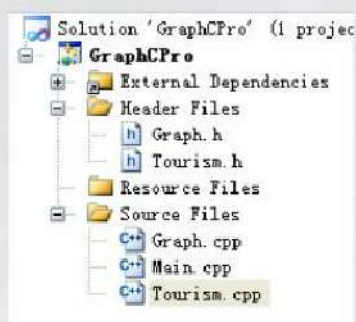 Solution 'GraphCPro' (1 projec
GraphCPro
External Dependencies
Header Files
Graph.h
Tourism.h
Resource Files
Source Files
Graph.cpp
Main.cpp
Tourism.cpp